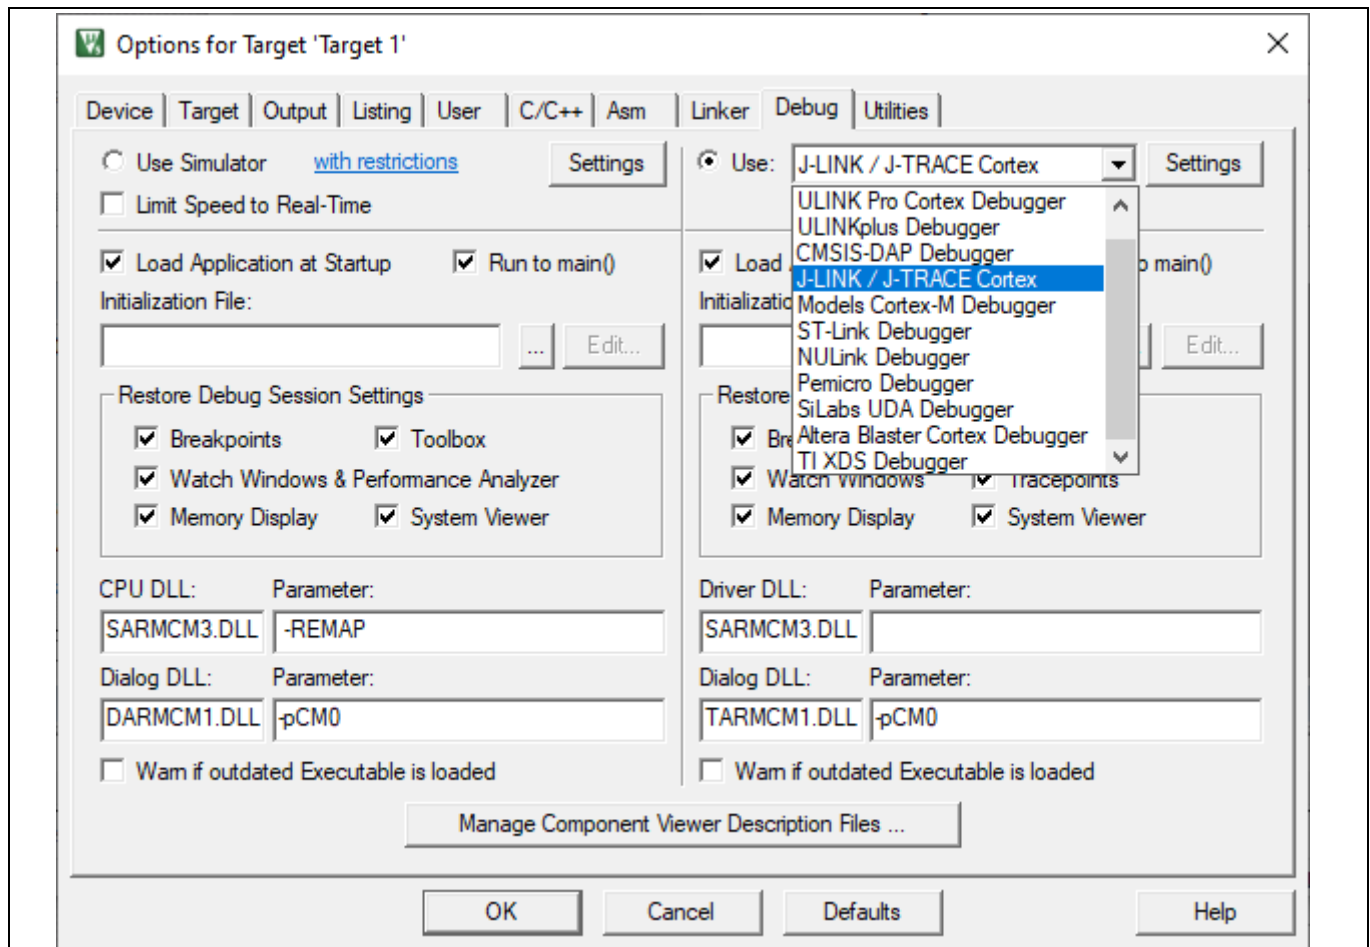 Options for Target 'Target 1'
Device Target Output Listing User C/C++ Asm Linker Debug Utilities
Use Simulator with restrictions Settings
Limit Speed to Real-Time
Use: J-LINK / J-TRACE Cortex Settings
ULINK Pro Cortex Debugger
ULINKplus Debugger
CMSIS-DAP Debugger
J-LINK / J-TRACE Cortex
Models Cortex-M Debugger
ST-Link Debugger
NULink Debugger
Pemicro Debugger
SiLabs UDA Debugger
Altera Blaster Cortex Debugger
TI XDS Debugger
Load Application at Startup Run to main()
Initialization File:
... Edit...
Restore Debug Session Settings
Breakpoints Toolbox
Watch Windows & Performance Analyzer
Memory Display System Viewer
CPU DLL: Parameter:
SARMCM3.DLL -REMAP
Dialog DLL: Parameter:
DARMCM1.DLL -pCM0
Warn if outdated Executable is loaded
Load main()
Edit...
Restore
Watch Windows Tracepoints
Memory Display System Viewer
Driver DLL: Parameter:
SARMCM3.DLL
Dialog DLL: Parameter:
TARMCM1.DLL -pCM0
Warn if outdated Executable is loaded
Manage Component Viewer Description Files ...
OK Cancel Defaults Help